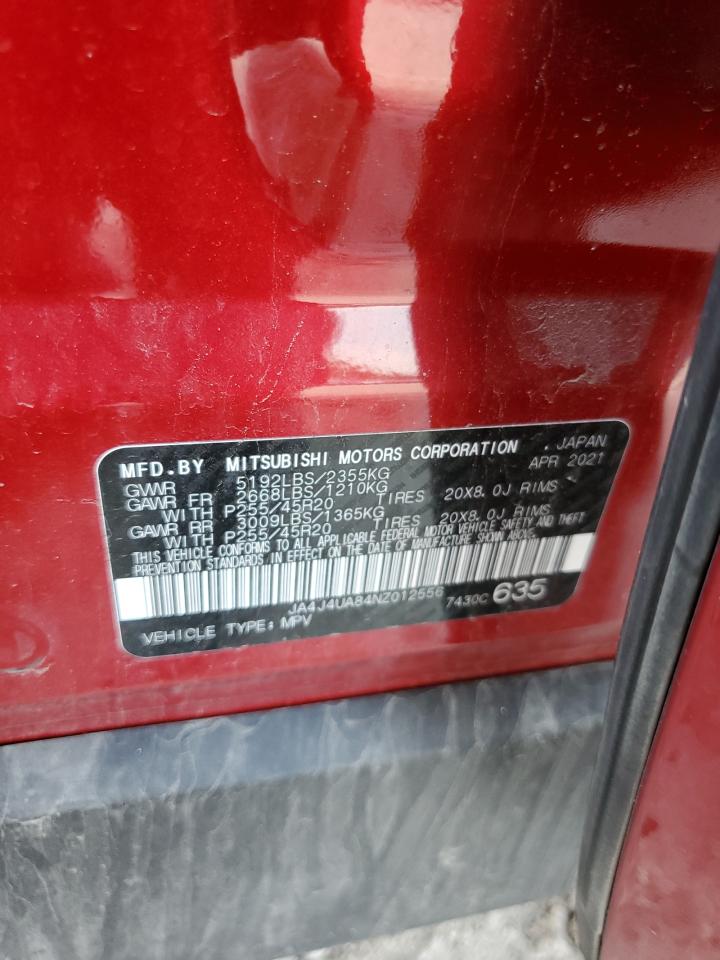 MFD.BY MITSUBISHI MOTORS CORPORATION . JAPAN
GVWR 5192LBS/2355KG APR 2021
GAWR FR 2668LBS/1210KG
WITH P255/45R20 TIRES 20X8.0J RIMS
GAWR RR 3009LBS/1365KG
WITH P255/45R20 TIRES 20X8.0J RIMS
THIS VEHICLE CONFORMS TO ALL APPLICABLE FEDERAL MOTOR VEHICLE SAFETY AND THEFT
PREVENTION STANDARDS IN EFFECT ON THE DATE OF MANUFACTURE SHOWN ABOVE.
JA4J4UA84NZ012556 7430C 635
VEHICLE TYPE: MPV